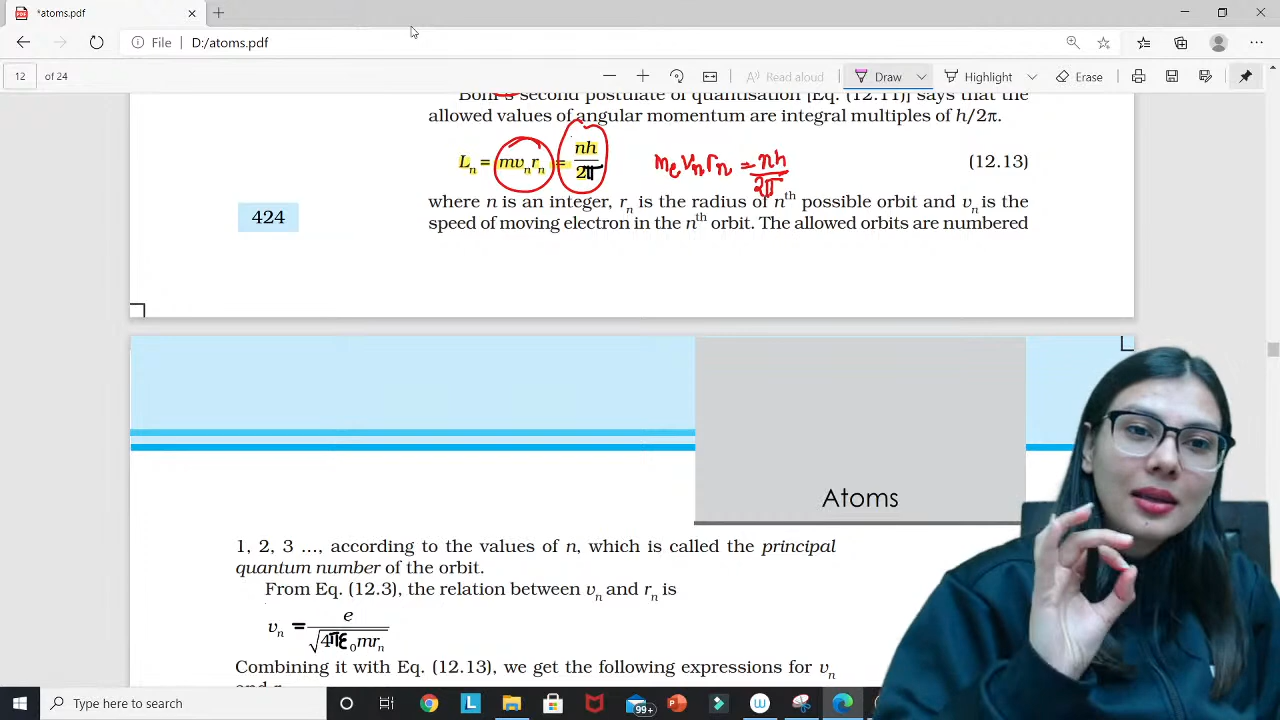 *atoms.pdf
File D:/atoms.pdf
12 of 24 Read aloud Draw Highlight Erase
Bohr's second postulate of quantisation [Eq. (12.11)] says that the
allowed values of angular momentum are integral multiples of h/2π.
Lₙ = mvₙrₙ = nh/2π (12.13)
mₑ vₙ rₙ = nh/2π
where n is an integer, rₙ is the radius of nᵗʰ possible orbit and vₙ is the
speed of moving electron in the nᵗʰ orbit. The allowed orbits are numbered
424
Atoms
1, 2, 3 ..., according to the values of n, which is called the principal
quantum number of the orbit.
From Eq. (12.3), the relation between vₙ and rₙ is
vₙ = e/√4πε₀mrₙ
Combining it with Eq. (12.13), we get the following expressions for vₙ
Type here to search
L
99+
P
W